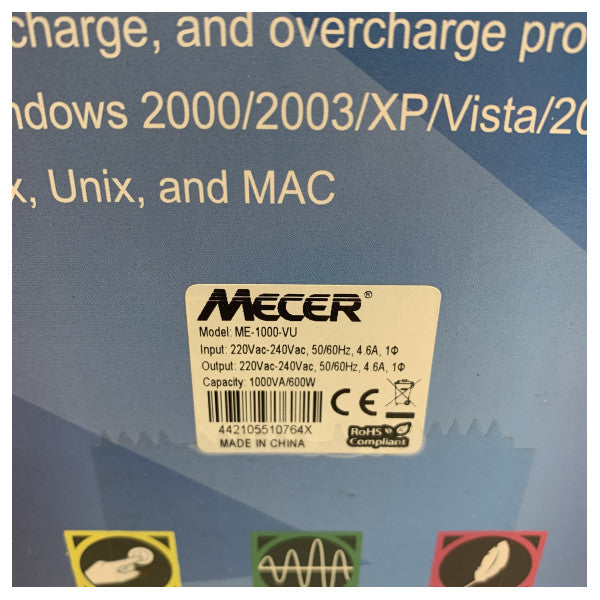 charge, and overcharge pro
ndows 2000/2003/XP/Vista/20
x, Unix, and MAC
MECER®
Model: ME-1000-VU
Input: 220Vac-240Vac, 50/60Hz, 4.6A, 1Φ
Output: 220Vac-240Vac, 50/60Hz, 4.6A, 1Φ
Capacity: 1000VA/600W
CE
442105510764X
RoHS
Compliant
MADE IN CHINA